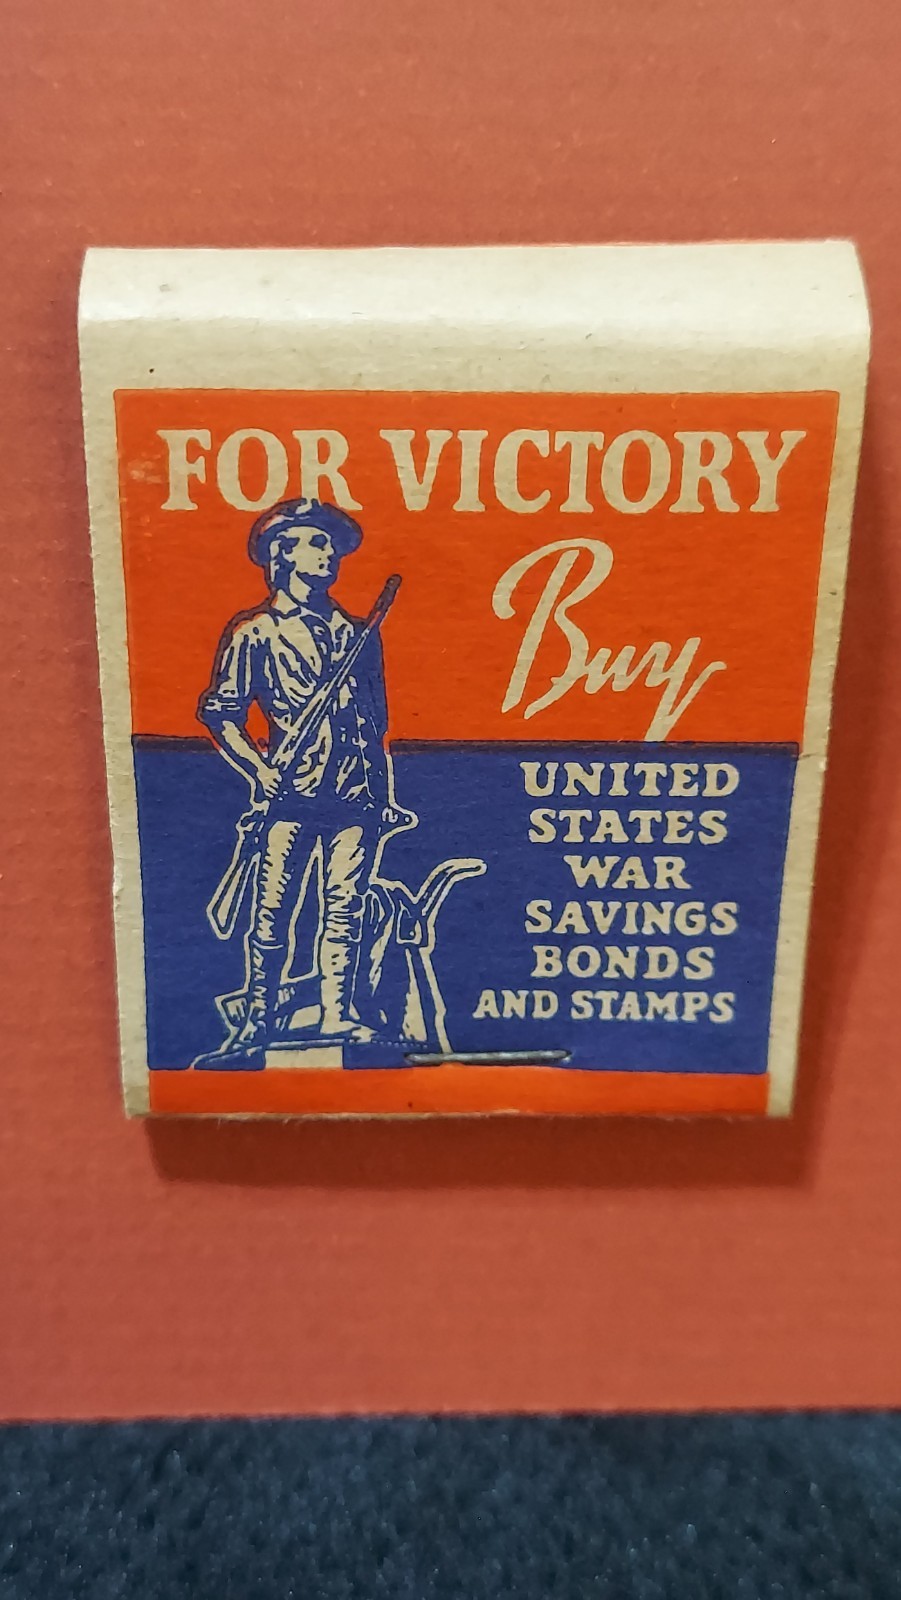 FOR VICTORY
Buy
UNITED
STATES
WAR
SAVINGS
BONDS
AND STAMPS